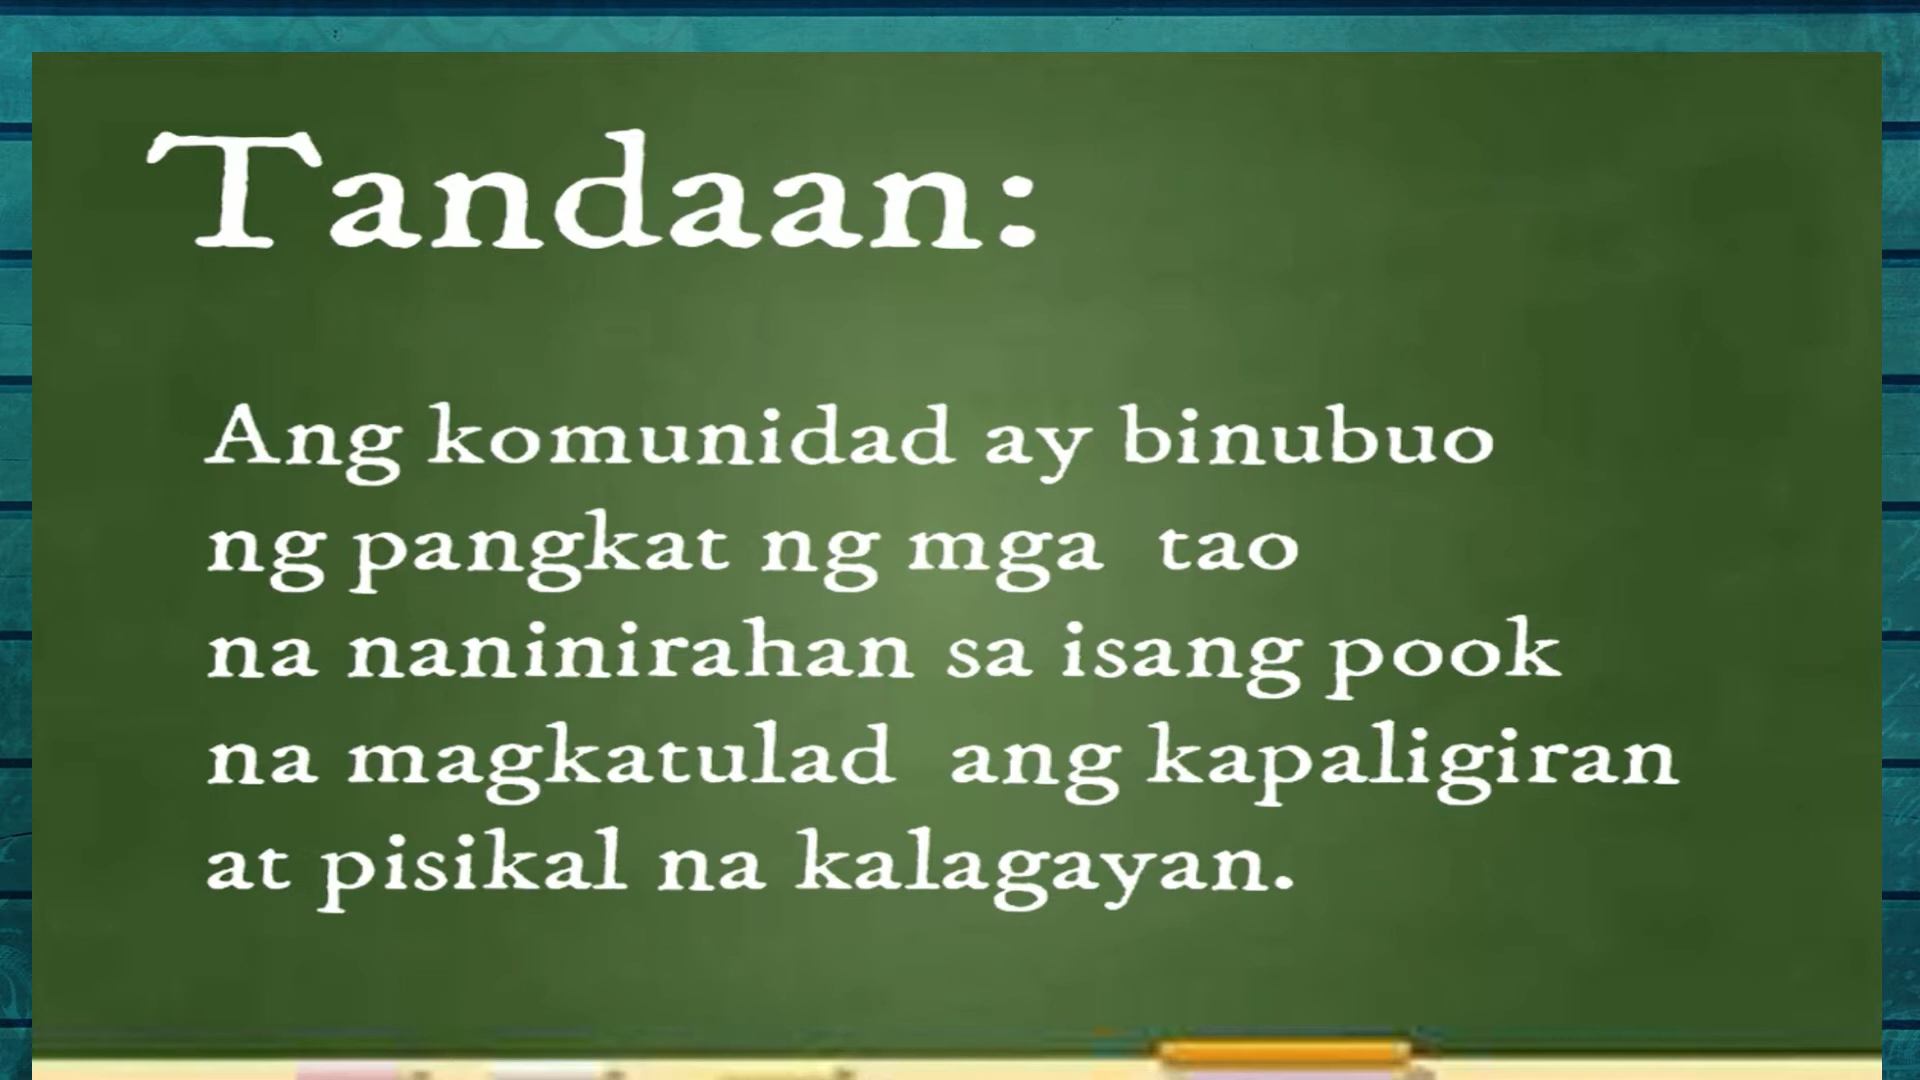 Tandaan:
Ang komunidad ay binubuo
ng pangkat ng mga tao
na naninirahan sa isang pook
na magkatulad ang kapaligiran
at pisikal na kalagayan.